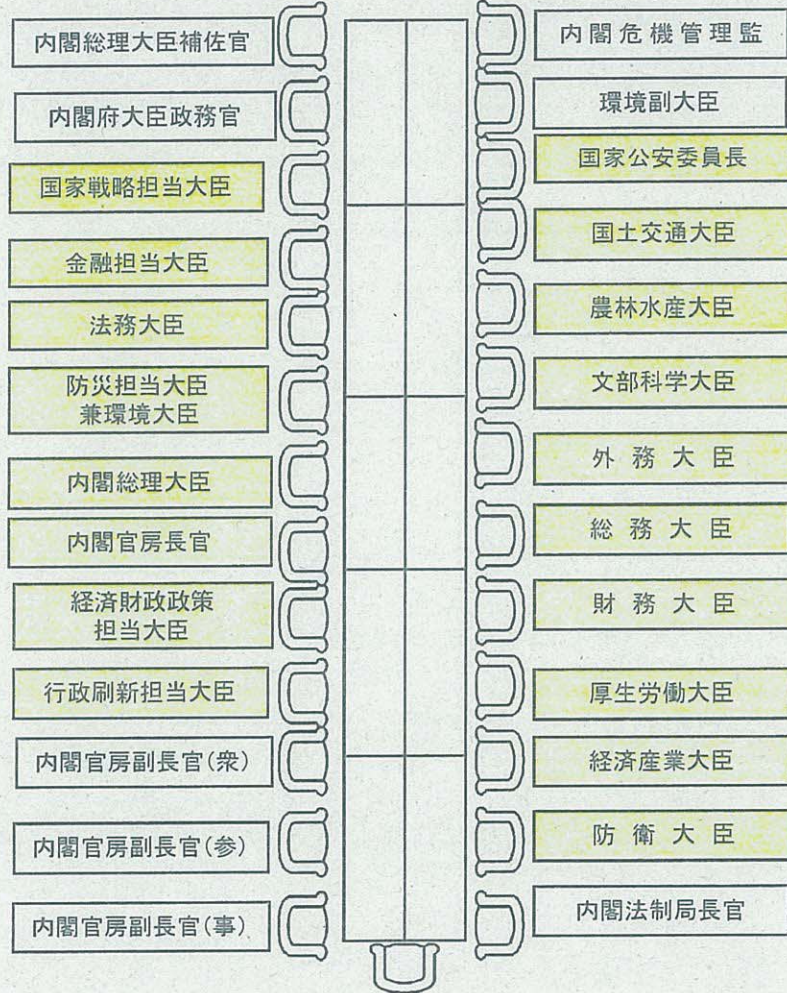 内閣総理大臣補佐官
内閣府大臣政務官
国家戦略担当大臣
金融担当大臣
法務大臣
防災担当大臣
兼環境大臣
内閣総理大臣
内閣官房長官
経済財政政策
担当大臣
行政刷新担当大臣
内閣官房副長官(衆)
内閣官房副長官(参)
内閣官房副長官(事)
内閣危機管理監
環境副大臣
国家公安委員長
国土交通大臣
農林水産大臣
文部科学大臣
外務大臣
総務大臣
財務大臣
厚生労働大臣
経済産業大臣
防衛大臣
内閣法制局長官